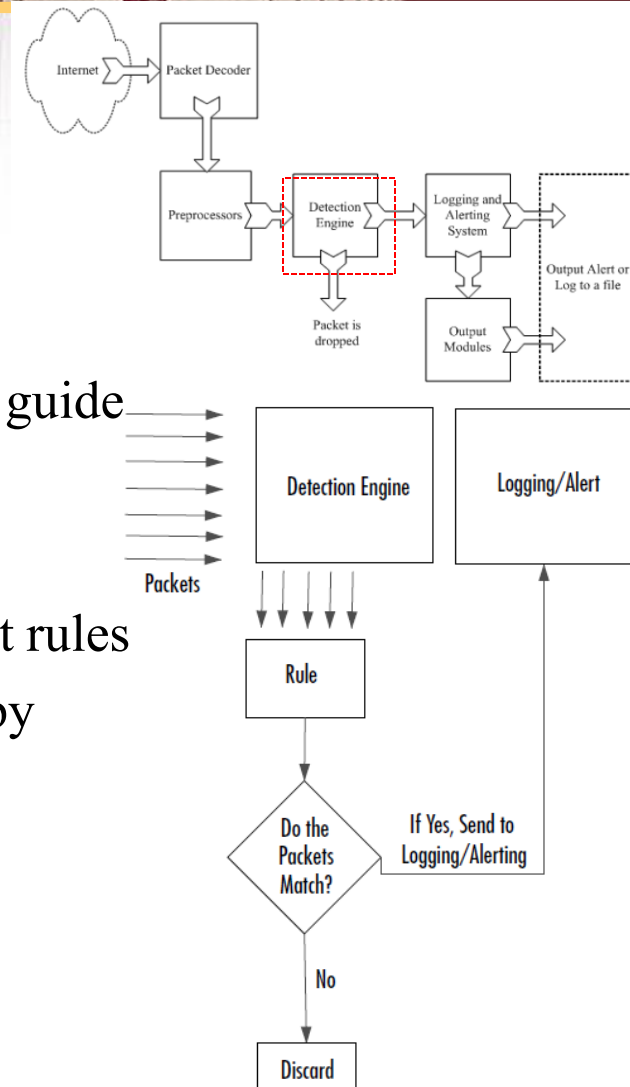 Internet
Packet Decoder
Preprocessors
Detection
Engine
Logging and
Alerting
System
Packet is
dropped
Output Alert or
Log to a file
Output
Modules
guide
Detection Engine
Logging/Alert
Packets
t rules
Rule
by
Do the
Packets
Match?
If Yes, Send to
Logging/Alerting
No
Discard